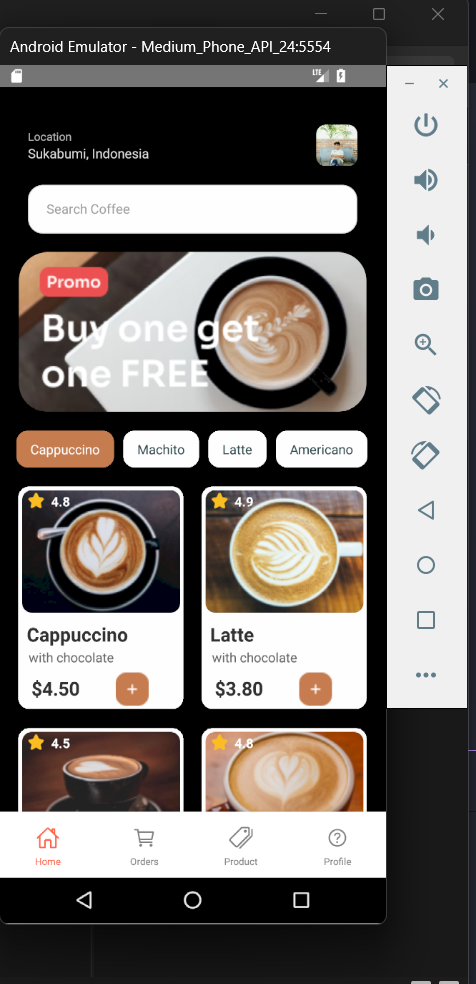 Android Emulator - Medium_Phone_API_24:5554
LTE
Location
Sukabumi, Indonesia
Search Coffee
Promo
Buy one get
one FREE
Cappuccino
Machito
Latte
Americano
4.8
4.9
Cappuccino
Latte
with chocolate
with chocolate
$4.50
+
$3.80
+
4.5
4.8
Home
Orders
Product
Profile